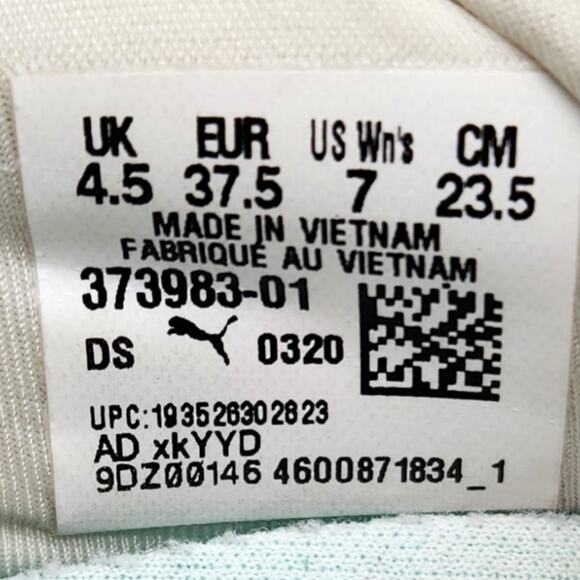 UK EUR US Wn's CM
4.5 37.5 7 23.5
MADE IN VIETNAM
FABRIQUE AU VIETNAM
373983-01
DS 0320
UPC:193526302823
AD xkYYD
9DZ00146 4600871834_1